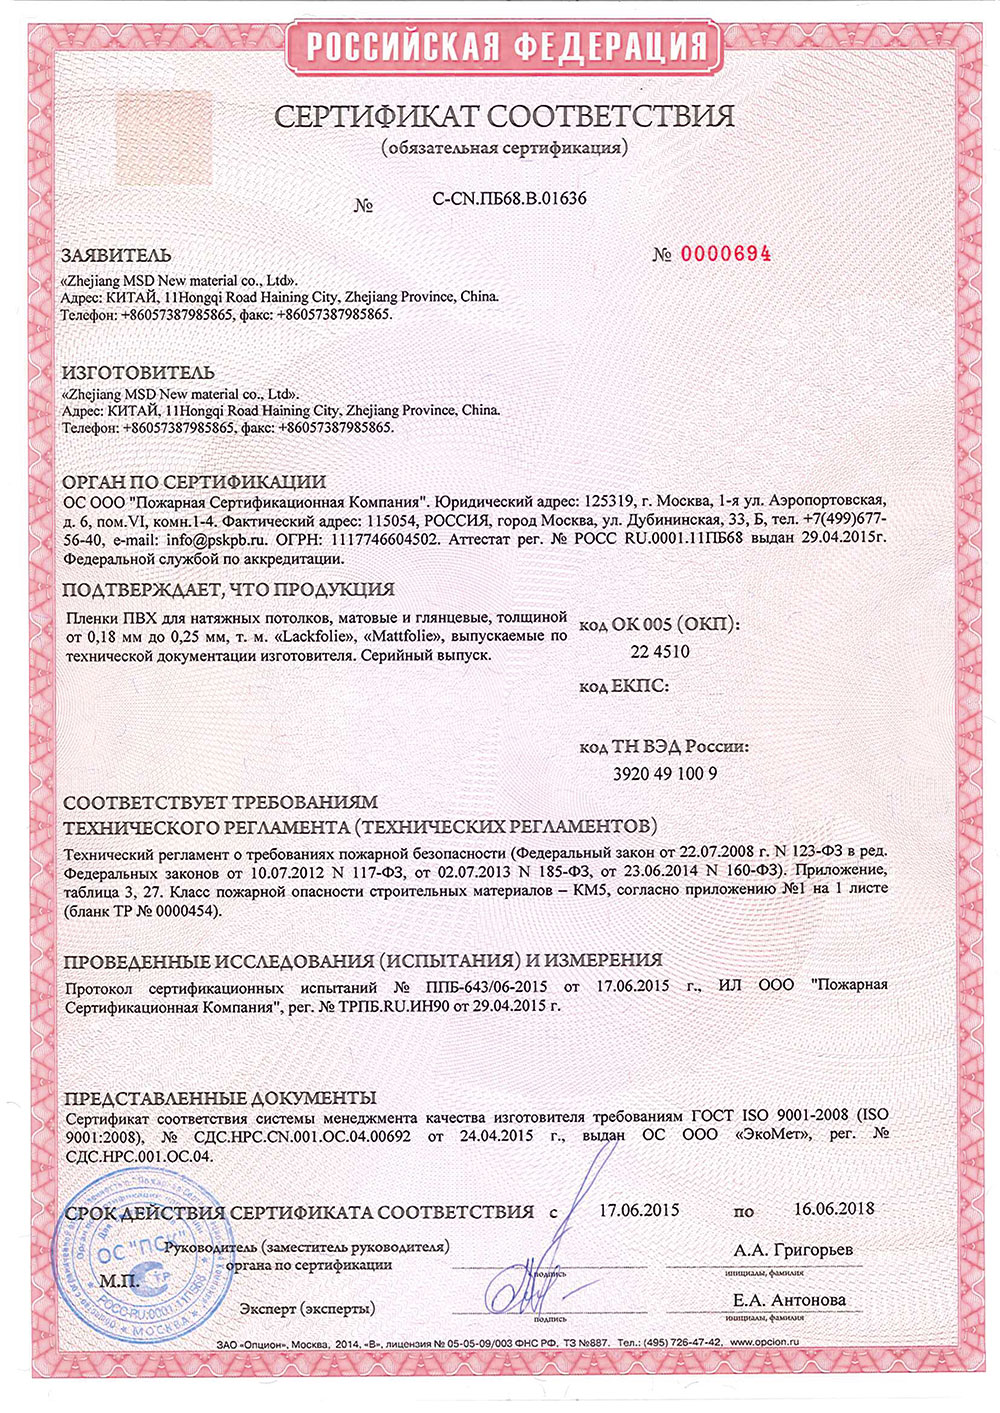 РОССИЙСКАЯ ФЕДЕРАЦИЯ
СЕРТИФИКАТ СООТВЕТСТВИЯ
(обязательная сертификация)
№ C-CN.ПБ68.В.01636
ЗАЯВИТЕЛЬ
№ 0000694
«Zhejiang MSD New material co., Ltd».
Адрес: КИТАЙ, 11Hongqi Road Haining City, Zhejiang Province, China.
Телефон: +86057387985865, факс: +86057387985865.
ИЗГОТОВИТЕЛЬ
«Zhejiang MSD New material co., Ltd».
Адрес: КИТАЙ, 11Hongqi Road Haining City, Zhejiang Province, China.
Телефон: +86057387985865, факс: +86057387985865.
ОРГАН ПО СЕРТИФИКАЦИИ
ОС ООО "Пожарная Сертификационная Компания". Юридический адрес: 125319, г. Москва, 1-я ул. Аэропортовская,
д. 6, пом.VI, комн.1-4. Фактический адрес: 115054, РОССИЯ, город Москва, ул. Дубининская, 33, Б, тел. +7(499)677-
56-40, e-mail: info@pskpb.ru. ОГРН: 1117746604502. Аттестат рег. № РОСС RU.0001.11ПБ68 выдан 29.04.2015г.
Федеральной службой по аккредитации.
ПОДТВЕРЖДАЕТ, ЧТО ПРОДУКЦИЯ
Пленки ПВХ для натяжных потолков, матовые и глянцевые, толщиной
от 0,18 мм до 0,25 мм, т. м. «Lackfolie», «Mattfolie», выпускаемые по
технической документации изготовителя. Серийный выпуск.
код ОК 005 (ОКП):
22 4510
код ЕКПС:
код ТН ВЭД России:
3920 49 100 9
СООТВЕТСТВУЕТ ТРЕБОВАНИЯМ
ТЕХНИЧЕСКОГО РЕГЛАМЕНТА (ТЕХНИЧЕСКИХ РЕГЛАМЕНТОВ)
Технический регламент о требованиях пожарной безопасности (Федеральный закон от 22.07.2008 г. N 123-ФЗ в ред.
Федеральных законов от 10.07.2012 N 117-ФЗ, от 02.07.2013 N 185-ФЗ, от 23.06.2014 N 160-ФЗ). Приложение,
таблица 3, 27. Класс пожарной опасности строительных материалов – КМ5, согласно приложению №1 на 1 листе
(бланк ТР № 0000454).
ПРОВЕДЕННЫЕ ИССЛЕДОВАНИЯ (ИСПЫТАНИЯ) И ИЗМЕРЕНИЯ
Протокол сертификационных испытаний № ППБ-643/06-2015 от 17.06.2015 г., ИЛ ООО "Пожарная
Сертификационная Компания", рег. № ТРПБ.RU.ИН90 от 29.04.2015 г.
ПРЕДСТАВЛЕННЫЕ ДОКУМЕНТЫ
Сертификат соответствия системы менеджмента качества изготовителя требованиям ГОСТ ISO 9001-2008 (ISO
9001:2008), № СДС.НРС.CN.001.ОС.04.00692 от 24.04.2015 г., выдан ОС ООО «ЭкоМет», рег. №
СДС.НРС.001.ОС.04.
СРОК ДЕЙСТВИЯ СЕРТИФИКАТА СООТВЕТСТВИЯ с 17.06.2015 по 16.06.2018
Руководитель (заместитель руководителя)
органа по сертификации
А.А. Григорьев
подпись
инициалы, фамилия
М.П.
Эксперт (эксперты)
Е.А. Антонова
подпись
инициалы, фамилия
ОС "ПСК"
ТР
РОСС RU.0001.11ПБ68
* МОСКВА *
ЗАО «Опцион», Москва, 2014, «В», лицензия № 05-05-09/003 ФНС РФ, ТЗ №887. Тел.: (495) 726-47-42, www.opcion.ru